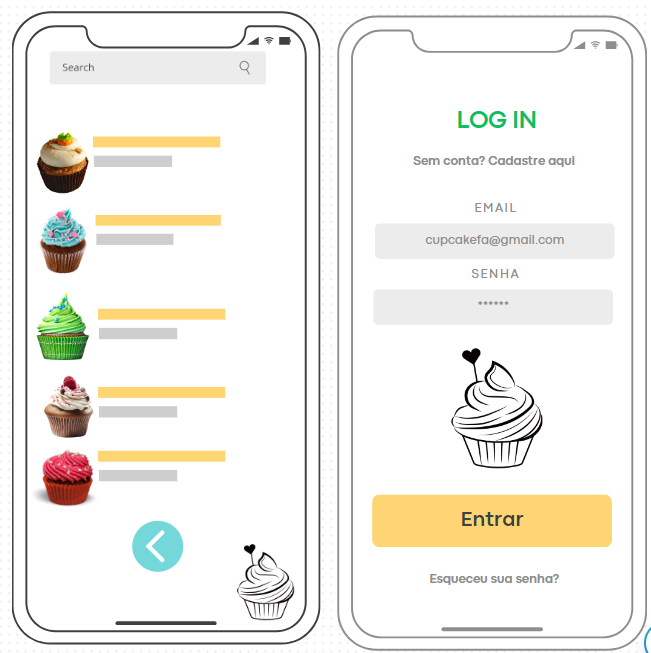 Search
LOG IN
Sem conta? Cadastre aqui
EMAIL
cupcakefa@gmail.com
SENHA
******
Entrar
Esqueceu sua senha?